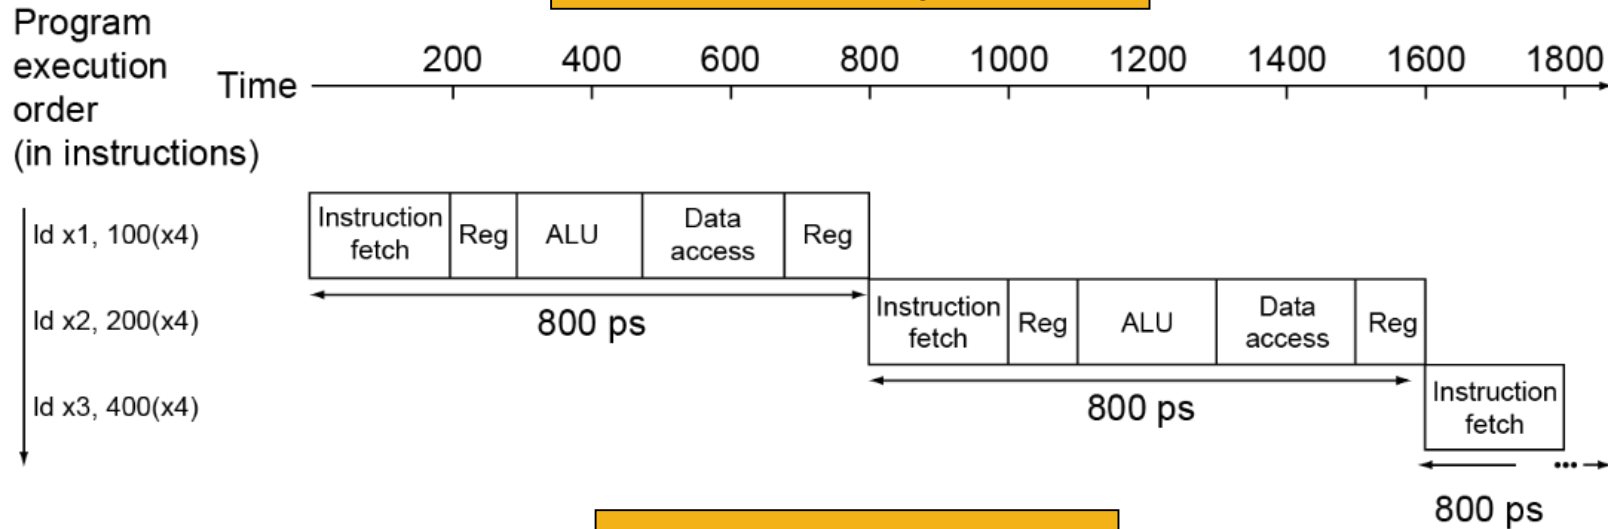 Program
execution
order
(in instructions)
Time
200 400 600 800 1000 1200 1400 1600 1800
ld x1, 100(x4)
Instruction
fetch
Reg
ALU
Data
access
Reg
800 ps
ld x2, 200(x4)
Instruction
fetch
Reg
ALU
Data
access
Reg
800 ps
ld x3, 400(x4)
Instruction
fetch
...
800 ps